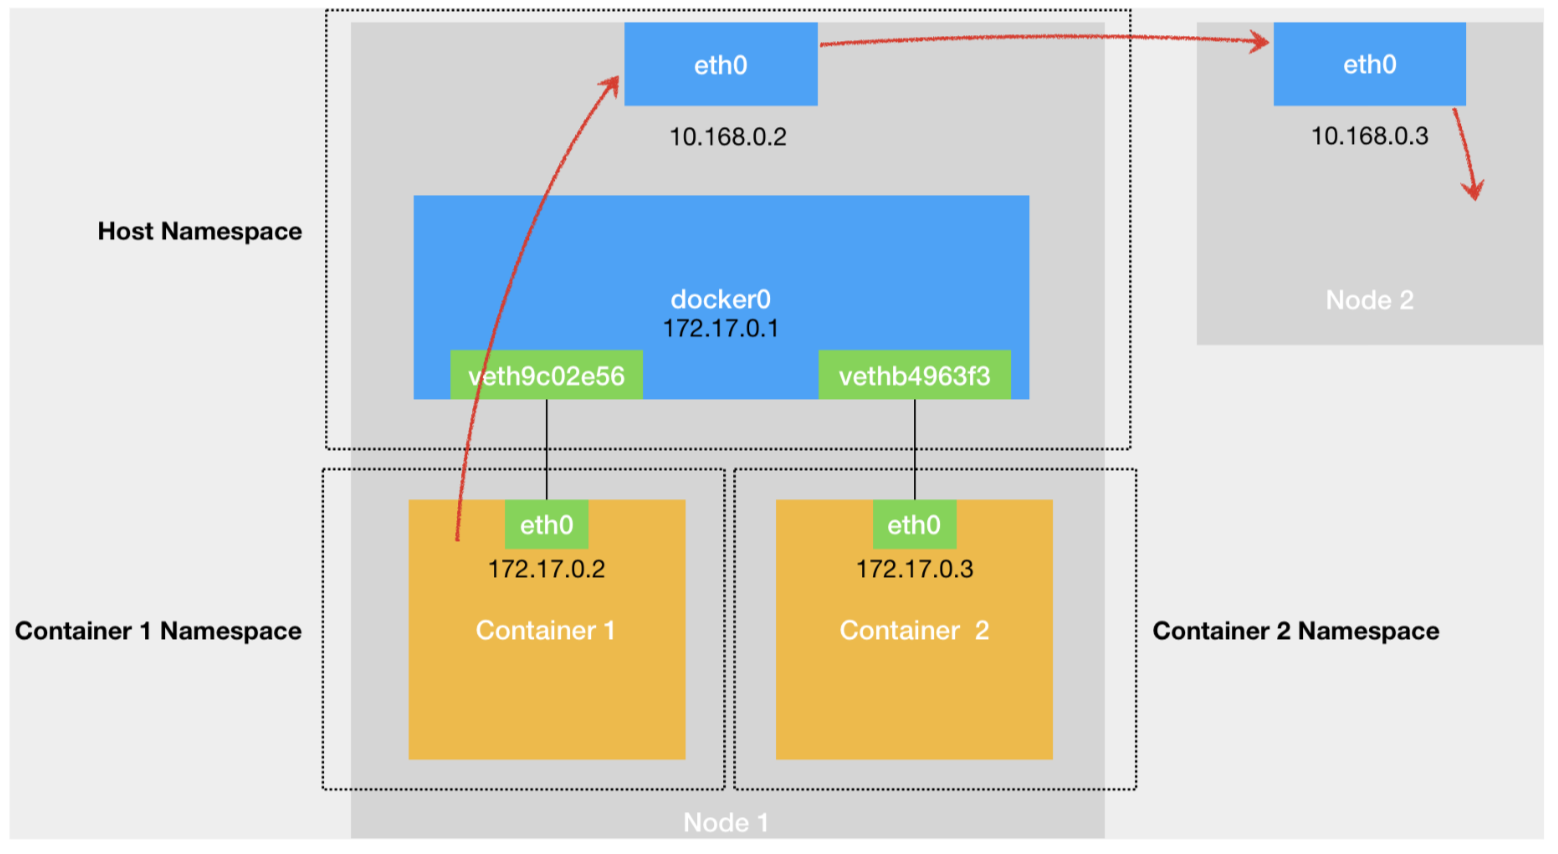 eth0
eth0
10.168.0.2
10.168.0.3
Host Namespace
docker0
172.17.0.1
Node 2
veth9c02e56
vethb4963f3
eth0
eth0
172.17.0.2
172.17.0.3
Container 1 Namespace
Container 1
Container 2
Container 2 Namespace
Node 1